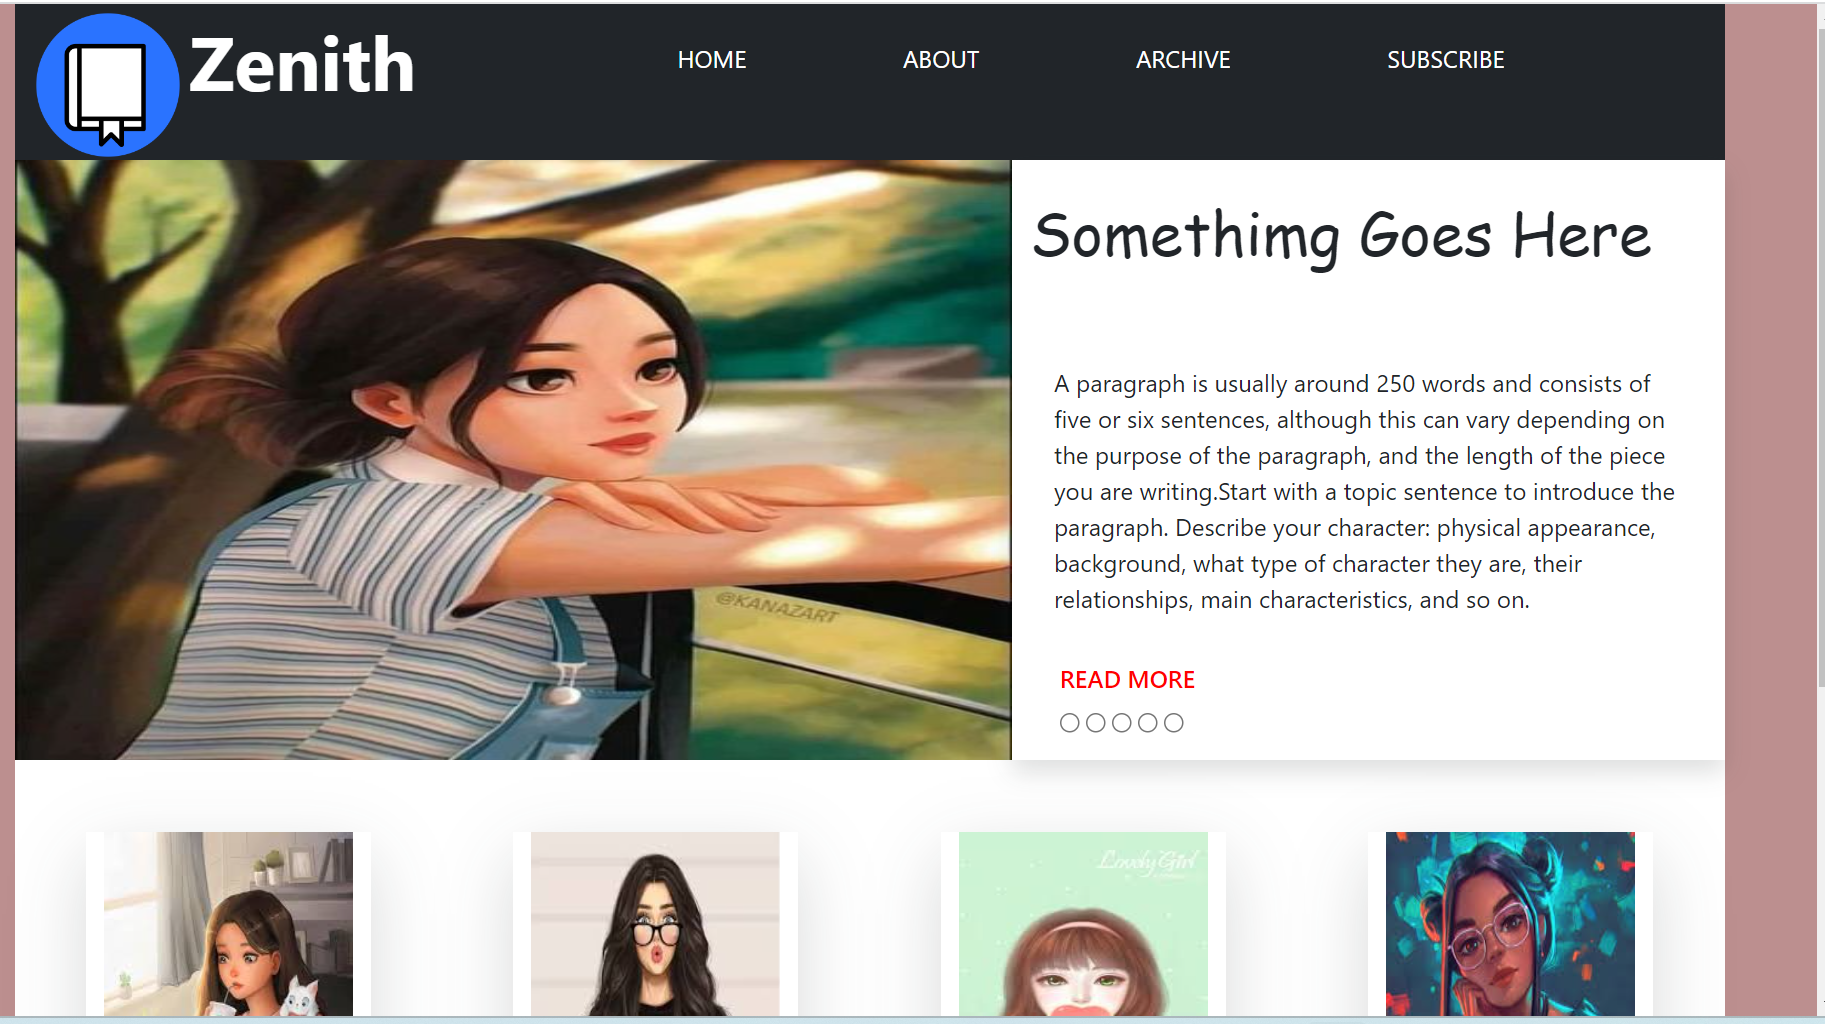 Zenith
HOME ABOUT ARCHIVE SUBSCRIBE
Somethimg Goes Here
A paragraph is usually around 250 words and consists of
five or six sentences, although this can vary depending on
the purpose of the paragraph, and the length of the piece
you are writing.Start with a topic sentence to introduce the
paragraph. Describe your character: physical appearance,
background, what type of character they are, their
relationships, main characteristics, and so on.
@KANAZART
READ MORE
Lovely Girl